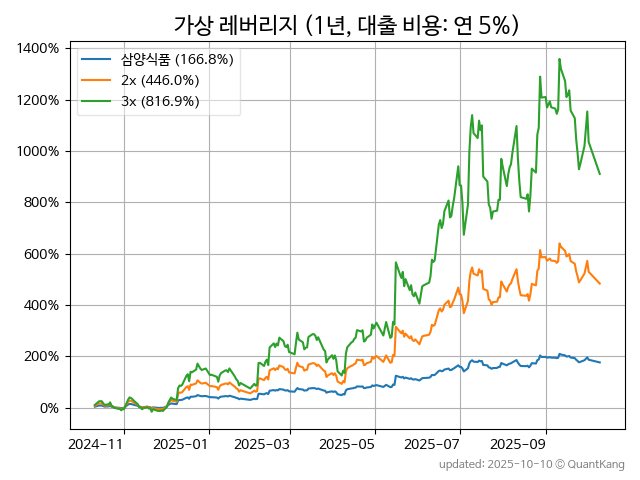 가상 레버리지 (1년, 대출 비용: 연 5%)
1400%
1200%
1000%
800%
600%
400%
200%
0%
삼양식품 (166.8%)
2x (446.0%)
3x (816.9%)
2024-11
2025-01
2025-03
2025-05
2025-07
2025-09
updated: 2025-10-10 © QuantKang